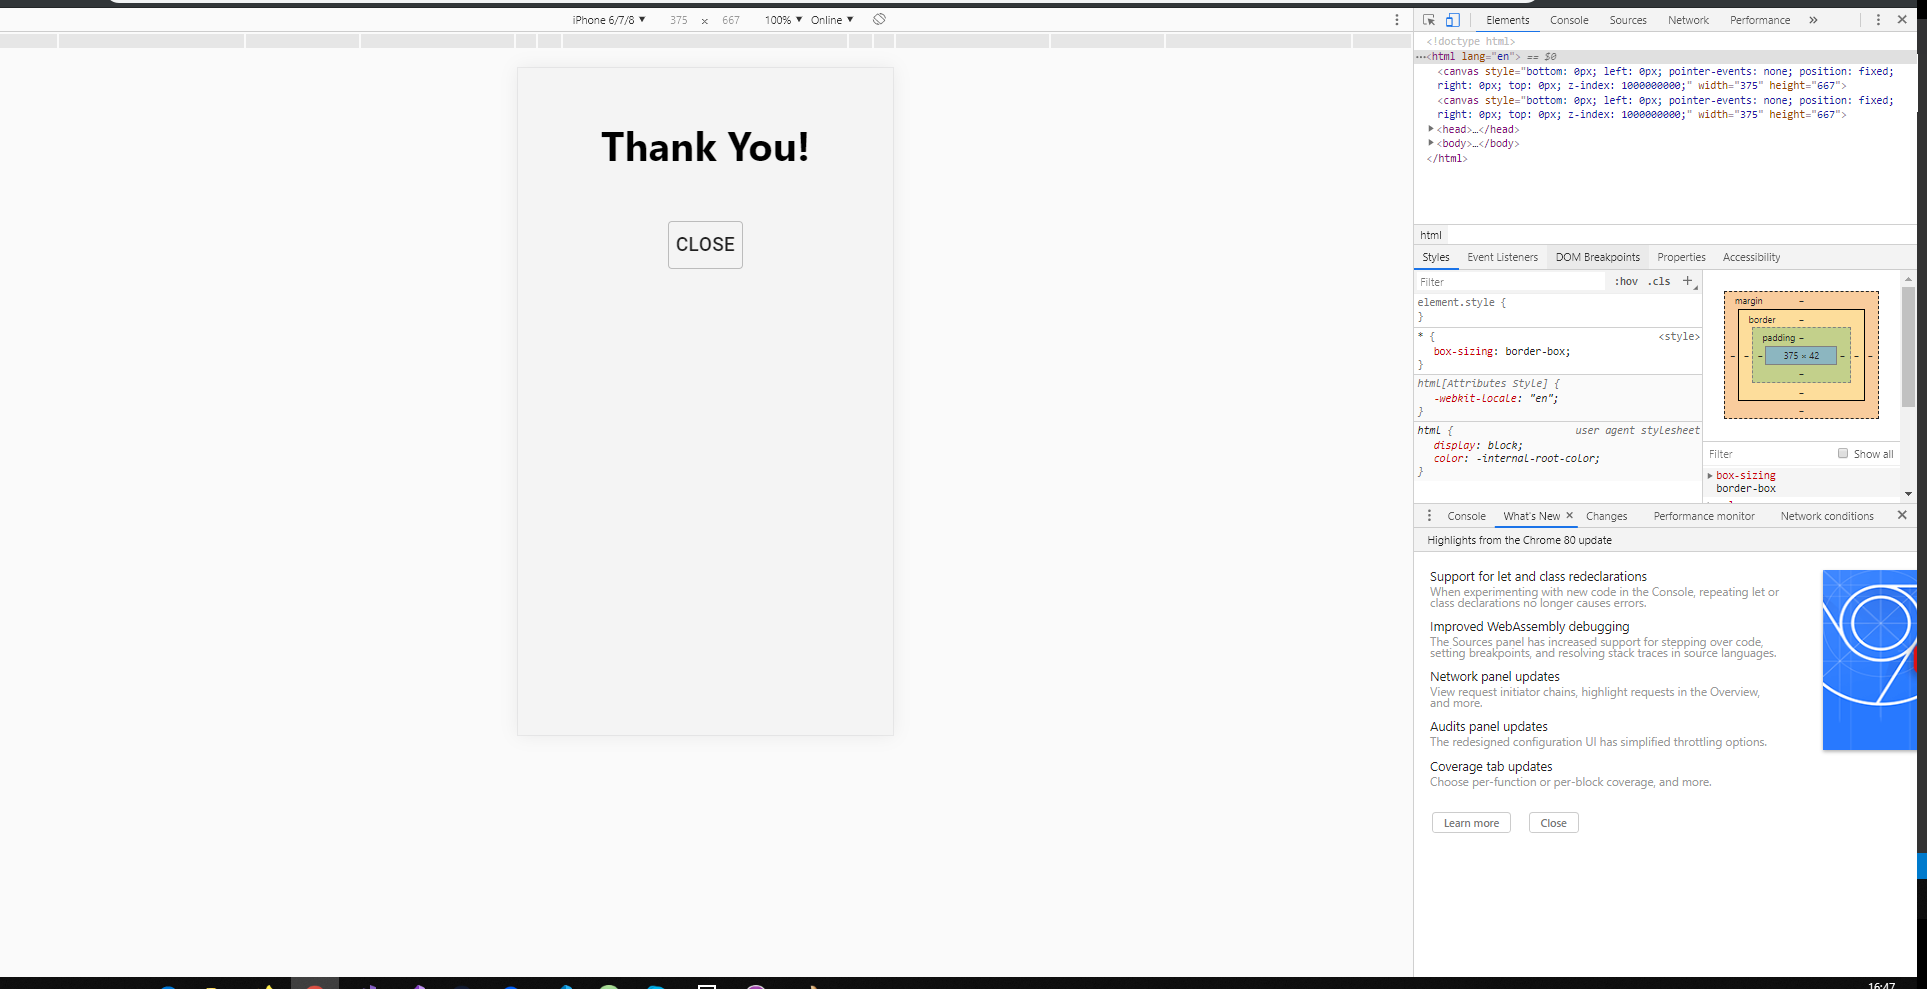 iPhone 6/7/8 ▼ 375 x 667 100% ▼ Online ▼
Thank You!
CLOSE
Elements Console Sources Network Performance »
<!doctype html>
···<html lang="en"> == $0
<canvas style="bottom: 0px; left: 0px; pointer-events: none; position: fixed;
right: 0px; top: 0px; z-index: 1000000000;" width="375" height="667">
<canvas style="bottom: 0px; left: 0px; pointer-events: none; position: fixed;
right: 0px; top: 0px; z-index: 1000000000;" width="375" height="667">
▶<head>…</head>
▶<body>…</body>
</html>
html
Styles Event Listeners DOM Breakpoints Properties Accessibility
Filter :hov .cls +
element.style {
}
* { <style>
box-sizing: border-box;
}
html[Attributes Style] {
-webkit-locale: "en";
}
html { user agent stylesheet
display: block;
color: -internal-root-color;
}
margin –
border –
padding –
– – – 375 × 42 – – –
–
–
–
Filter Show all
▶ box-sizing
border-box
Console What's New × Changes Performance monitor Network conditions
Highlights from the Chrome 80 update
Support for let and class redeclarations
When experimenting with new code in the Console, repeating let or
class declarations no longer causes errors.
Improved WebAssembly debugging
The Sources panel has increased support for stepping over code,
setting breakpoints, and resolving stack traces in source languages.
Network panel updates
View request initiator chains, highlight requests in the Overview,
and more.
Audits panel updates
The redesigned configuration UI has simplified throttling options.
Coverage tab updates
Choose per-function or per-block coverage, and more.
Learn more Close
16:47